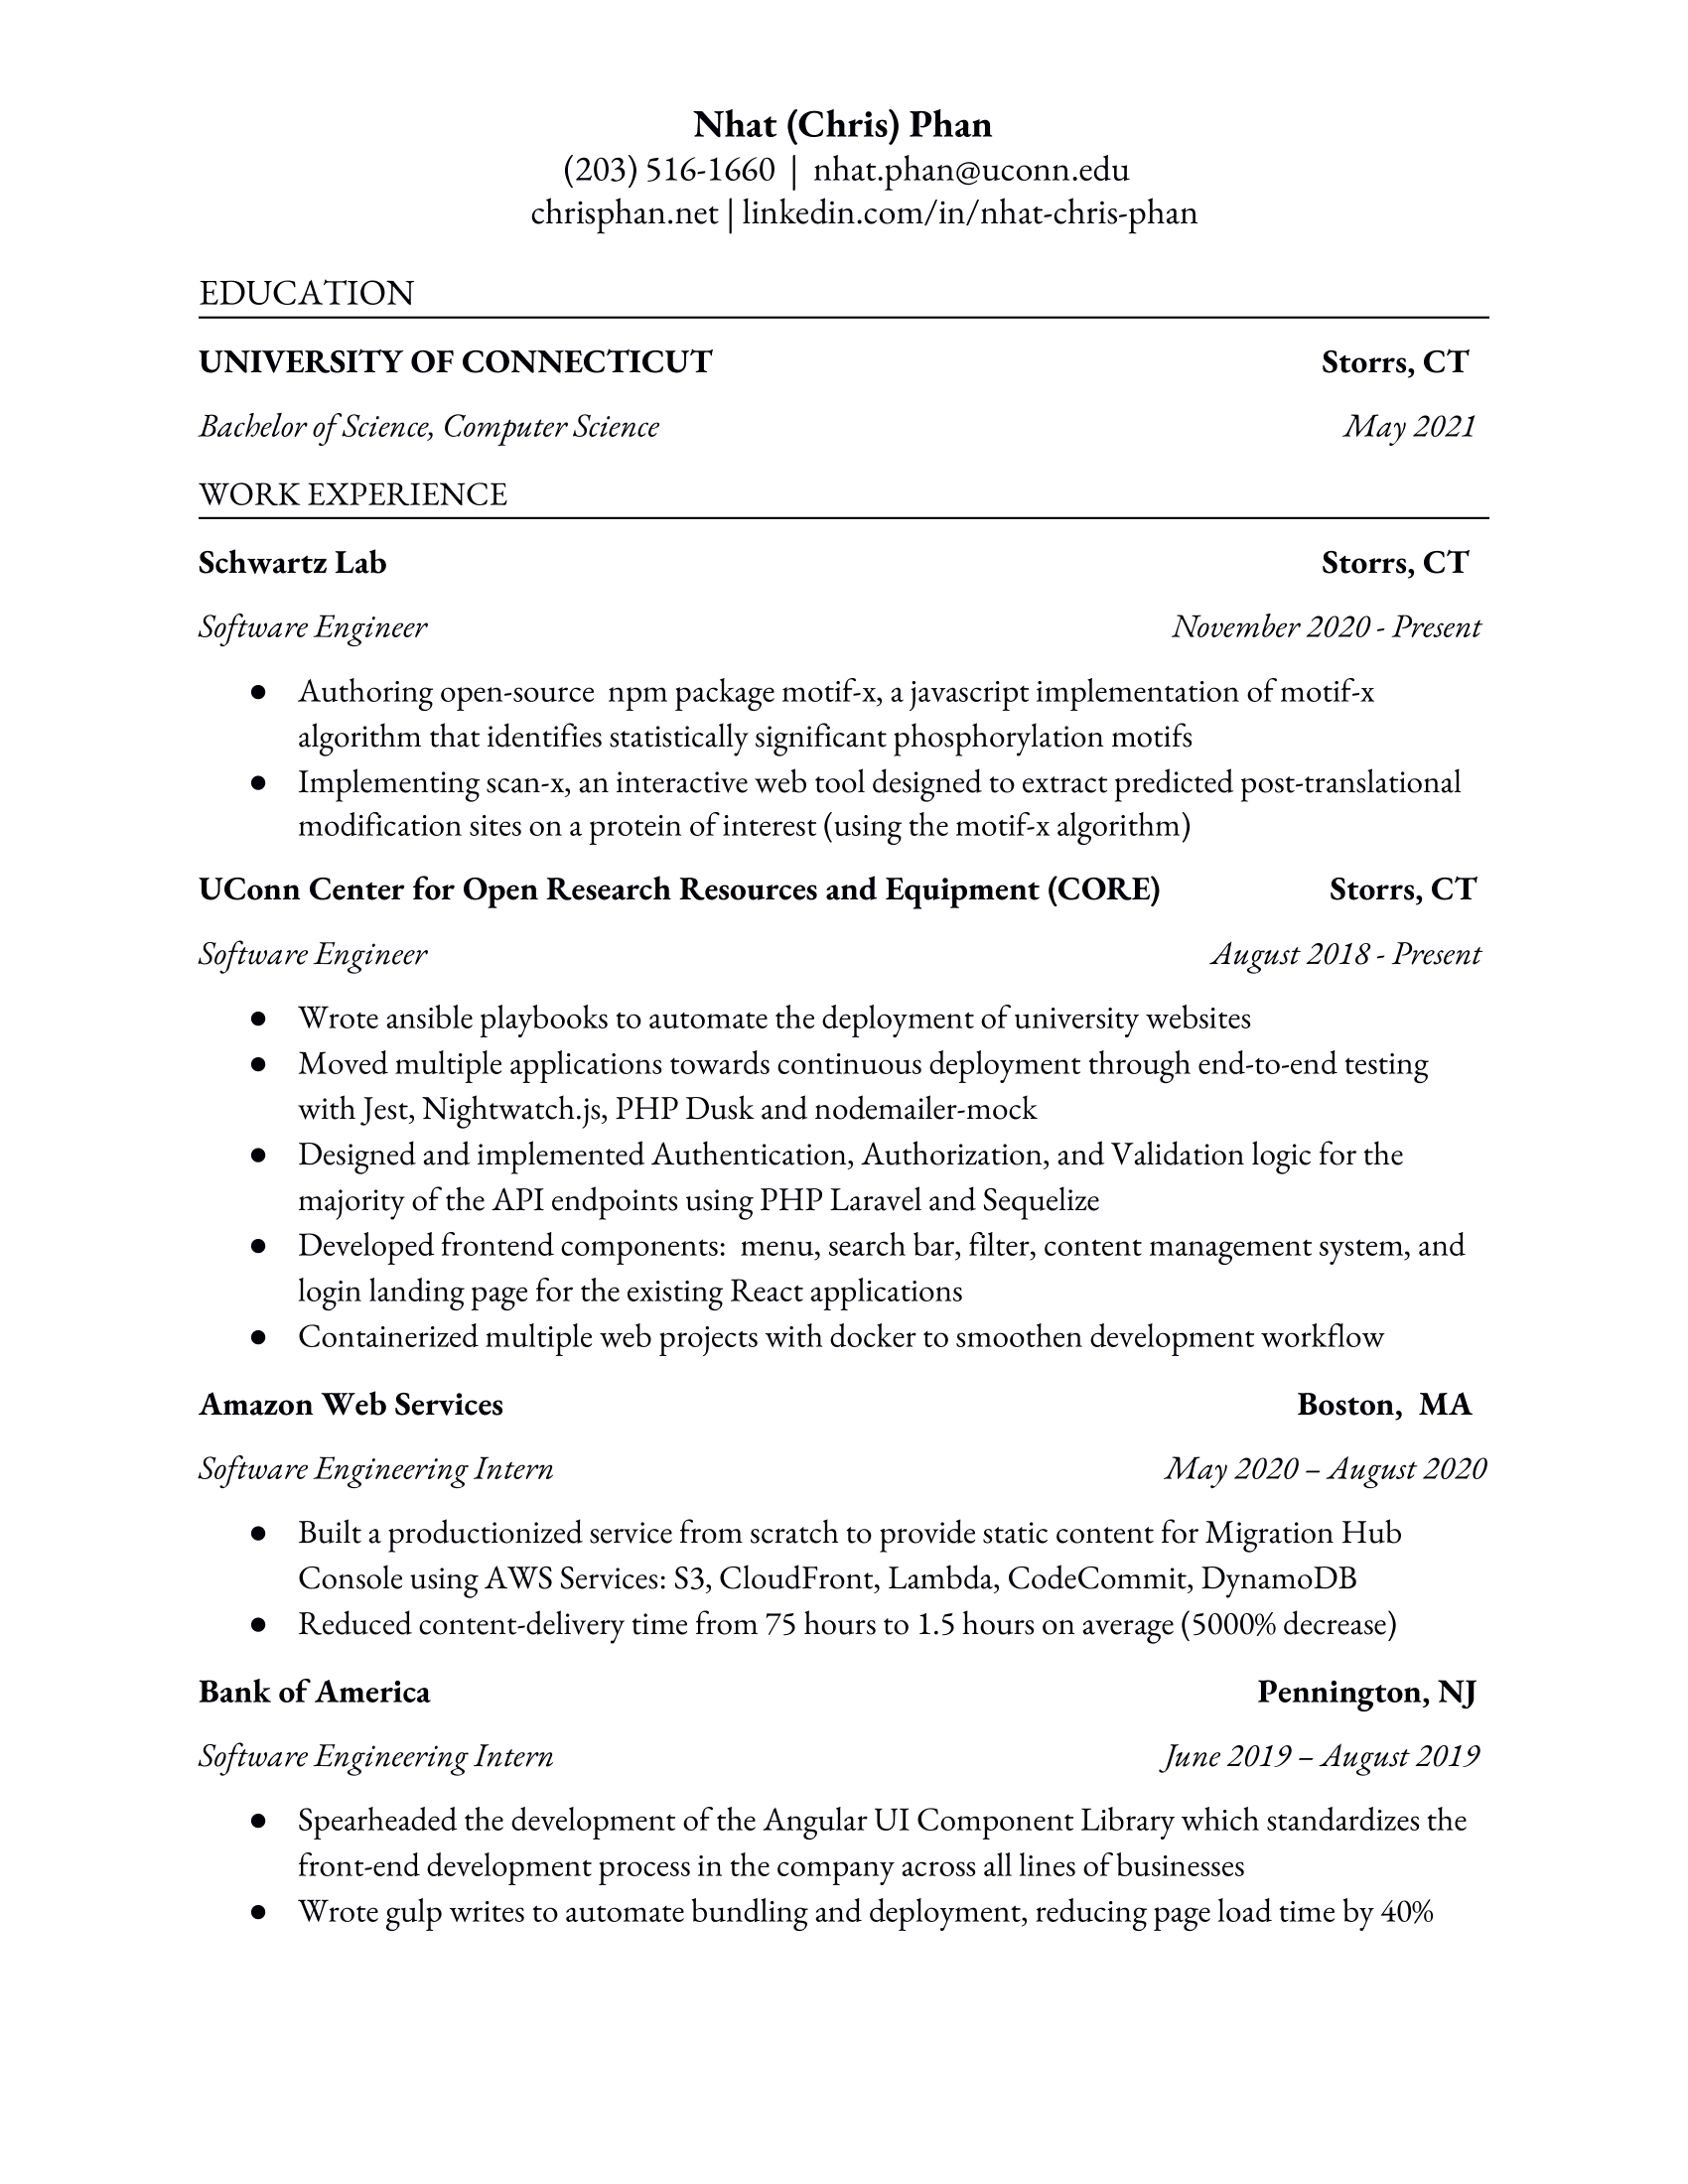 Nhat (Chris) Phan
(203) 516-1660 | nhat.phan@uconn.edu
chrisphan.net | linkedin.com/in/nhat-chris-phan
EDUCATION
UNIVERSITY OF CONNECTICUT Storrs, CT
Bachelor of Science, Computer Science May 2021
WORK EXPERIENCE
Schwartz Lab Storrs, CT
Software Engineer November 2020 - Present
● Authoring open-source  npm package motif-x, a javascript implementation of motif-x
algorithm that identifies statistically significant phosphorylation motifs
● Implementing scan-x, an interactive web tool designed to extract predicted post-translational
modification sites on a protein of interest (using the motif-x algorithm)
UConn Center for Open Research Resources and Equipment (CORE) Storrs, CT
Software Engineer August 2018 - Present
● Wrote ansible playbooks to automate the deployment of university websites
● Moved multiple applications towards continuous deployment through end-to-end testing
with Jest, Nightwatch.js, PHP Dusk and nodemailer-mock
● Designed and implemented Authentication, Authorization, and Validation logic for the
majority of the API endpoints using PHP Laravel and Sequelize
● Developed frontend components:  menu, search bar, filter, content management system, and
login landing page for the existing React applications
● Containerized multiple web projects with docker to smoothen development workflow
Amazon Web Services Boston,  MA
Software Engineering Intern May 2020 – August 2020
● Built a productionized service from scratch to provide static content for Migration Hub
Console using AWS Services: S3, CloudFront, Lambda, CodeCommit, DynamoDB
● Reduced content-delivery time from 75 hours to 1.5 hours on average (5000% decrease)
Bank of America Pennington, NJ
Software Engineering Intern June 2019 – August 2019
● Spearheaded the development of the Angular UI Component Library which standardizes the
front-end development process in the company across all lines of businesses
● Wrote gulp writes to automate bundling and deployment, reducing page load time by 40%